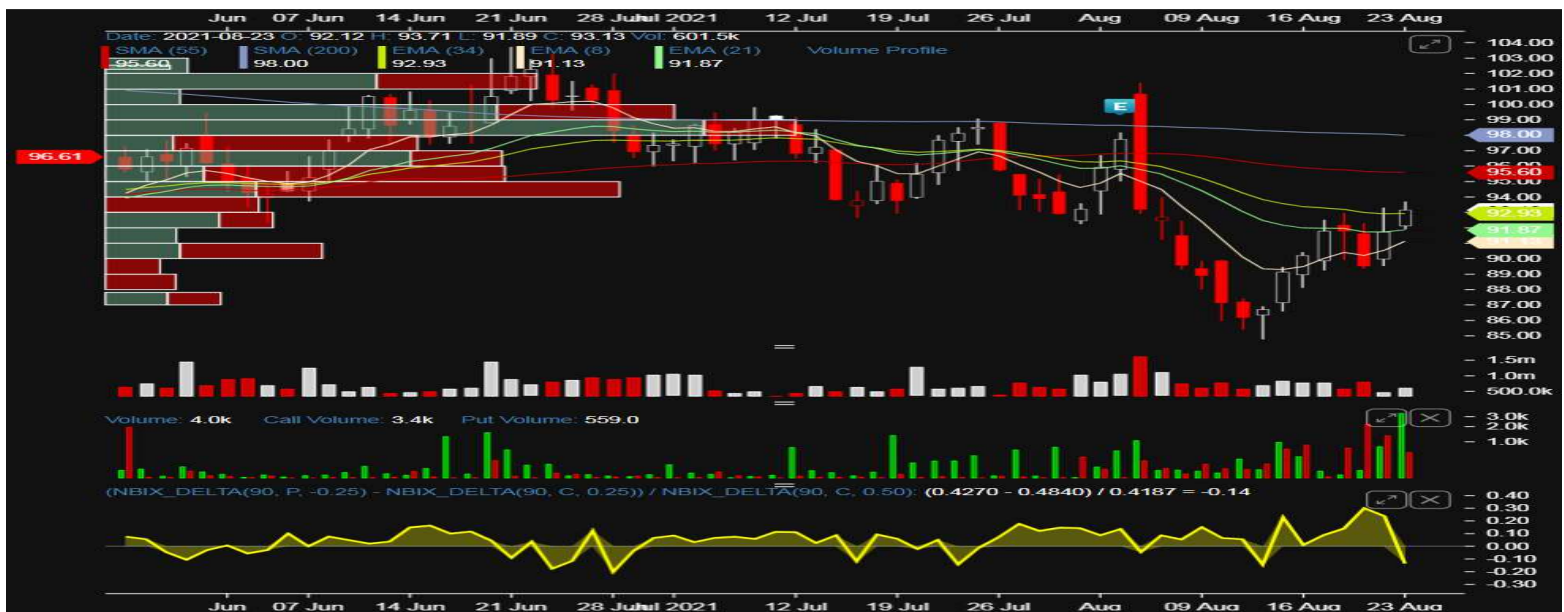 Jun 07 Jun 14 Jun 21 Jun 28 Jun Jul 2021 12 Jul 19 Jul 26 Jul Aug 09 Aug 16 Aug 23 Aug
Date: 2021-08-23 O: 92.12 H: 93.71 L: 91.89 C: 93.13 Vol: 601.5k
SMA (55) SMA (200) EMA (34) EMA (8) EMA (21) Volume Profile
95.60 98.00 92.93 91.13 91.87
104.00
103.00
102.00
101.00
100.00
E
99.00
98.00
97.00
96.61
95.60
95.00
94.00
92.93
91.87
90.00
89.00
88.00
87.00
86.00
85.00
1.5m
1.0m
500.0k
Volume: 4.0k Call Volume: 3.4k Put Volume: 559.0
3.0k
2.0k
1.0k
(NBIX_DELTA(90, P, -0.25) - NBIX_DELTA(90, C, 0.25)) / NBIX_DELTA(90, C, 0.50): (0.4270 - 0.4840) / 0.4187 = -0.14
0.40
0.30
0.20
0.10
0.00
-0.10
-0.20
-0.30
Jun 07 Jun 14 Jun 21 Jun 28 Jun Jul 2021 12 Jul 19 Jul 26 Jul Aug 09 Aug 16 Aug 23 Aug